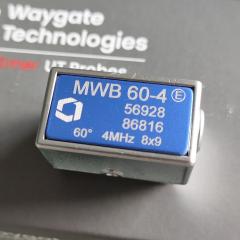 Waygate
Technologies
UT Probes
MWB 60-4 E
56928
86816
60° 4MHz 8x9